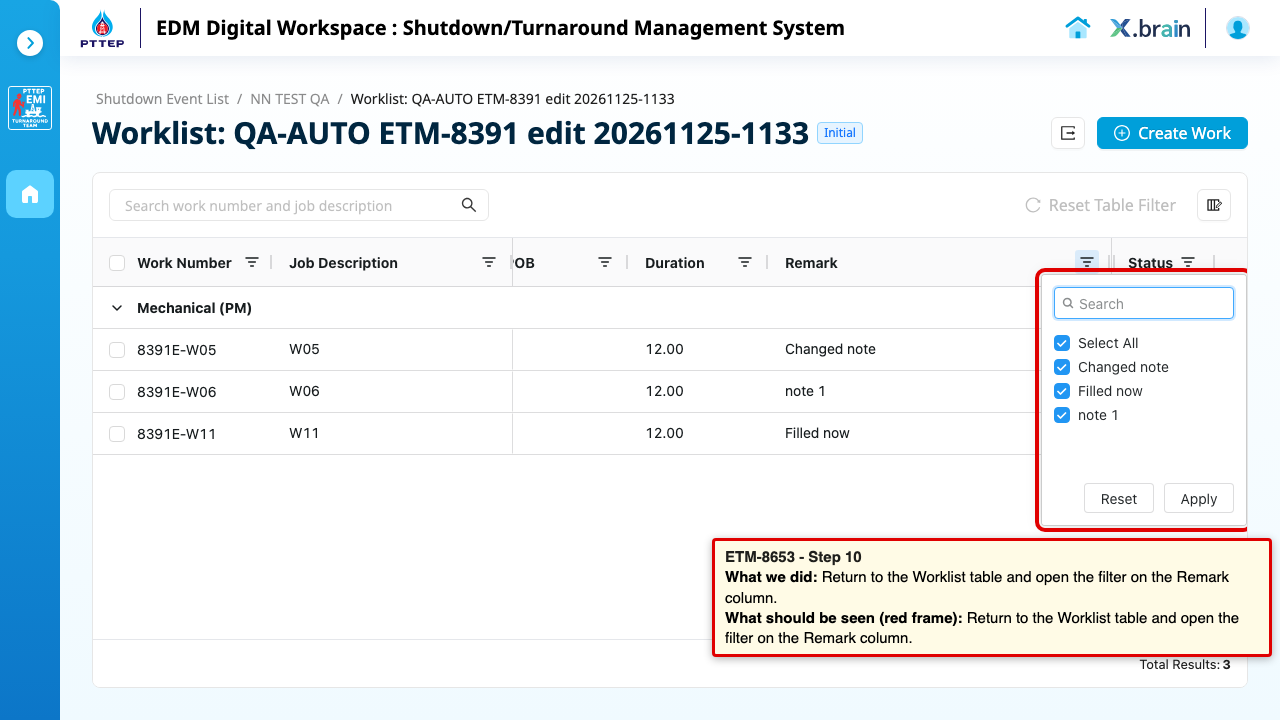 PTTEP
EDM Digital Workspace : Shutdown/Turnaround Management System
X.brain
PTTEP
EMI
TURNAROUND
TEAM
Shutdown Event List / NN TEST QA / Worklist: QA-AUTO ETM-8391 edit 20261125-1133
Worklist: QA-AUTO ETM-8391 edit 20261125-1133 Initial
Create Work
Search work number and job description
Reset Table Filter
Work Number Job Description OB Duration Remark Status
Mechanical (PM)
8391E-W05 W05 12.00 Changed note
8391E-W06 W06 12.00 note 1
8391E-W11 W11 12.00 Filled now
Search
Select All
Changed note
Filled now
note 1
Reset Apply
ETM-8653 - Step 10
What we did: Return to the Worklist table and open the filter on the Remark
column.
What should be seen (red frame): Return to the Worklist table and open the
filter on the Remark column.
Total Results: 3